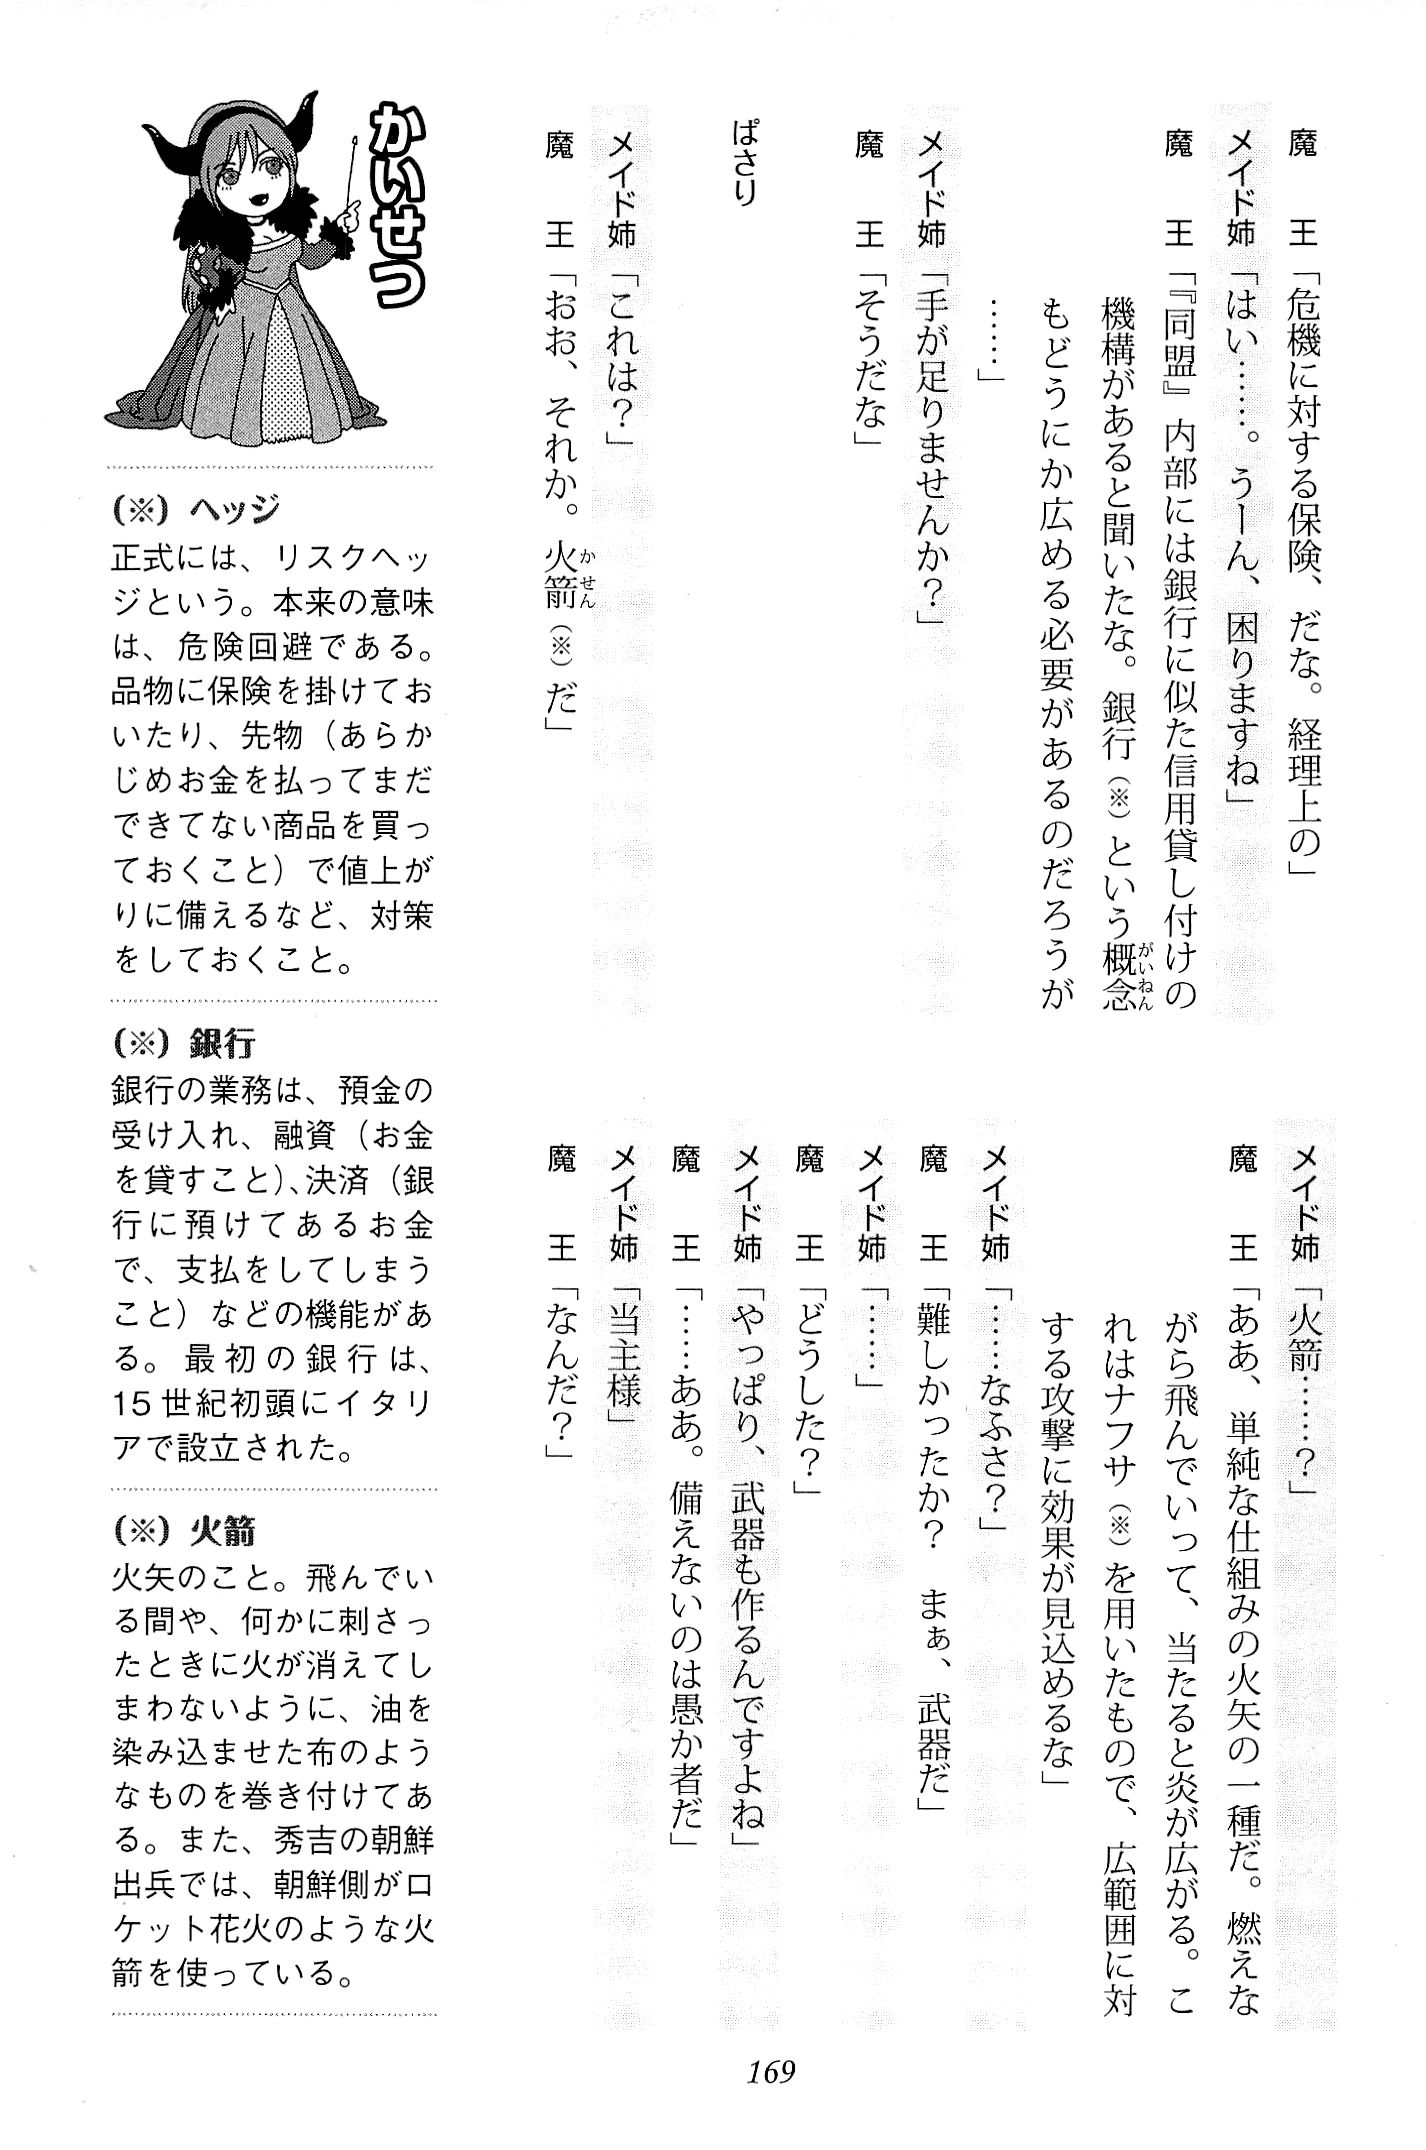 魔　王「危機に対する保険、だな。経理上の」
メイド姉「はい……。うーん、困りますね」
魔　王「『同盟』内部には銀行に似た信用貸し付けの
機構があると聞いたな。銀行（※）という概念
もどうにか広める必要があるのだろうが
……」
メイド姉「手が足りませんか？」
魔　王「そうだな」
ぱさり
メイド姉「これは？」
魔　王「おお、それか。火箭（※）だ」
メイド姉「火箭……？」
魔　王「ああ、単純な仕組みの火矢の一種だ。燃えな
がら飛んでいって、当たると炎が広がる。こ
れはナフサ（※）を用いたもので、広範囲に対
する攻撃に効果が見込めるな」
メイド姉「……なふさ？」
魔　王「難しかったか？　まぁ、武器だ」
メイド姉「……」
魔　王「どうした？」
メイド姉「やっぱり、武器も作るんですよね」
魔　王「……ああ。備えないのは愚か者だ」
メイド姉「当主様」
魔　王「なんだ？」
かいせつ
（※）ヘッジ
正式には、リスクヘッ
ジという。本来の意味
は、危険回避である。
品物に保険を掛けてお
いたり、先物（あらか
じめお金を払ってまだ
できてない商品を買っ
ておくこと）で値上が
りに備えるなど、対策
をしておくこと。
（※）銀行
銀行の業務は、預金の
受け入れ、融資（お金
を貸すこと）、決済（銀
行に預けてあるお金
で、支払をしてしまう
こと）などの機能があ
る。最初の銀行は、
15世紀初頭にイタリ
アで設立された。
（※）火箭
火矢のこと。飛んでい
る間や、何かに刺さっ
たときに火が消えてし
まわないように、油を
染み込ませた布のよう
なものを巻き付けてあ
る。また、秀吉の朝鮮
出兵では、朝鮮側がロ
ケット花火のような火
箭を使っている。
169
かせん
がいねん